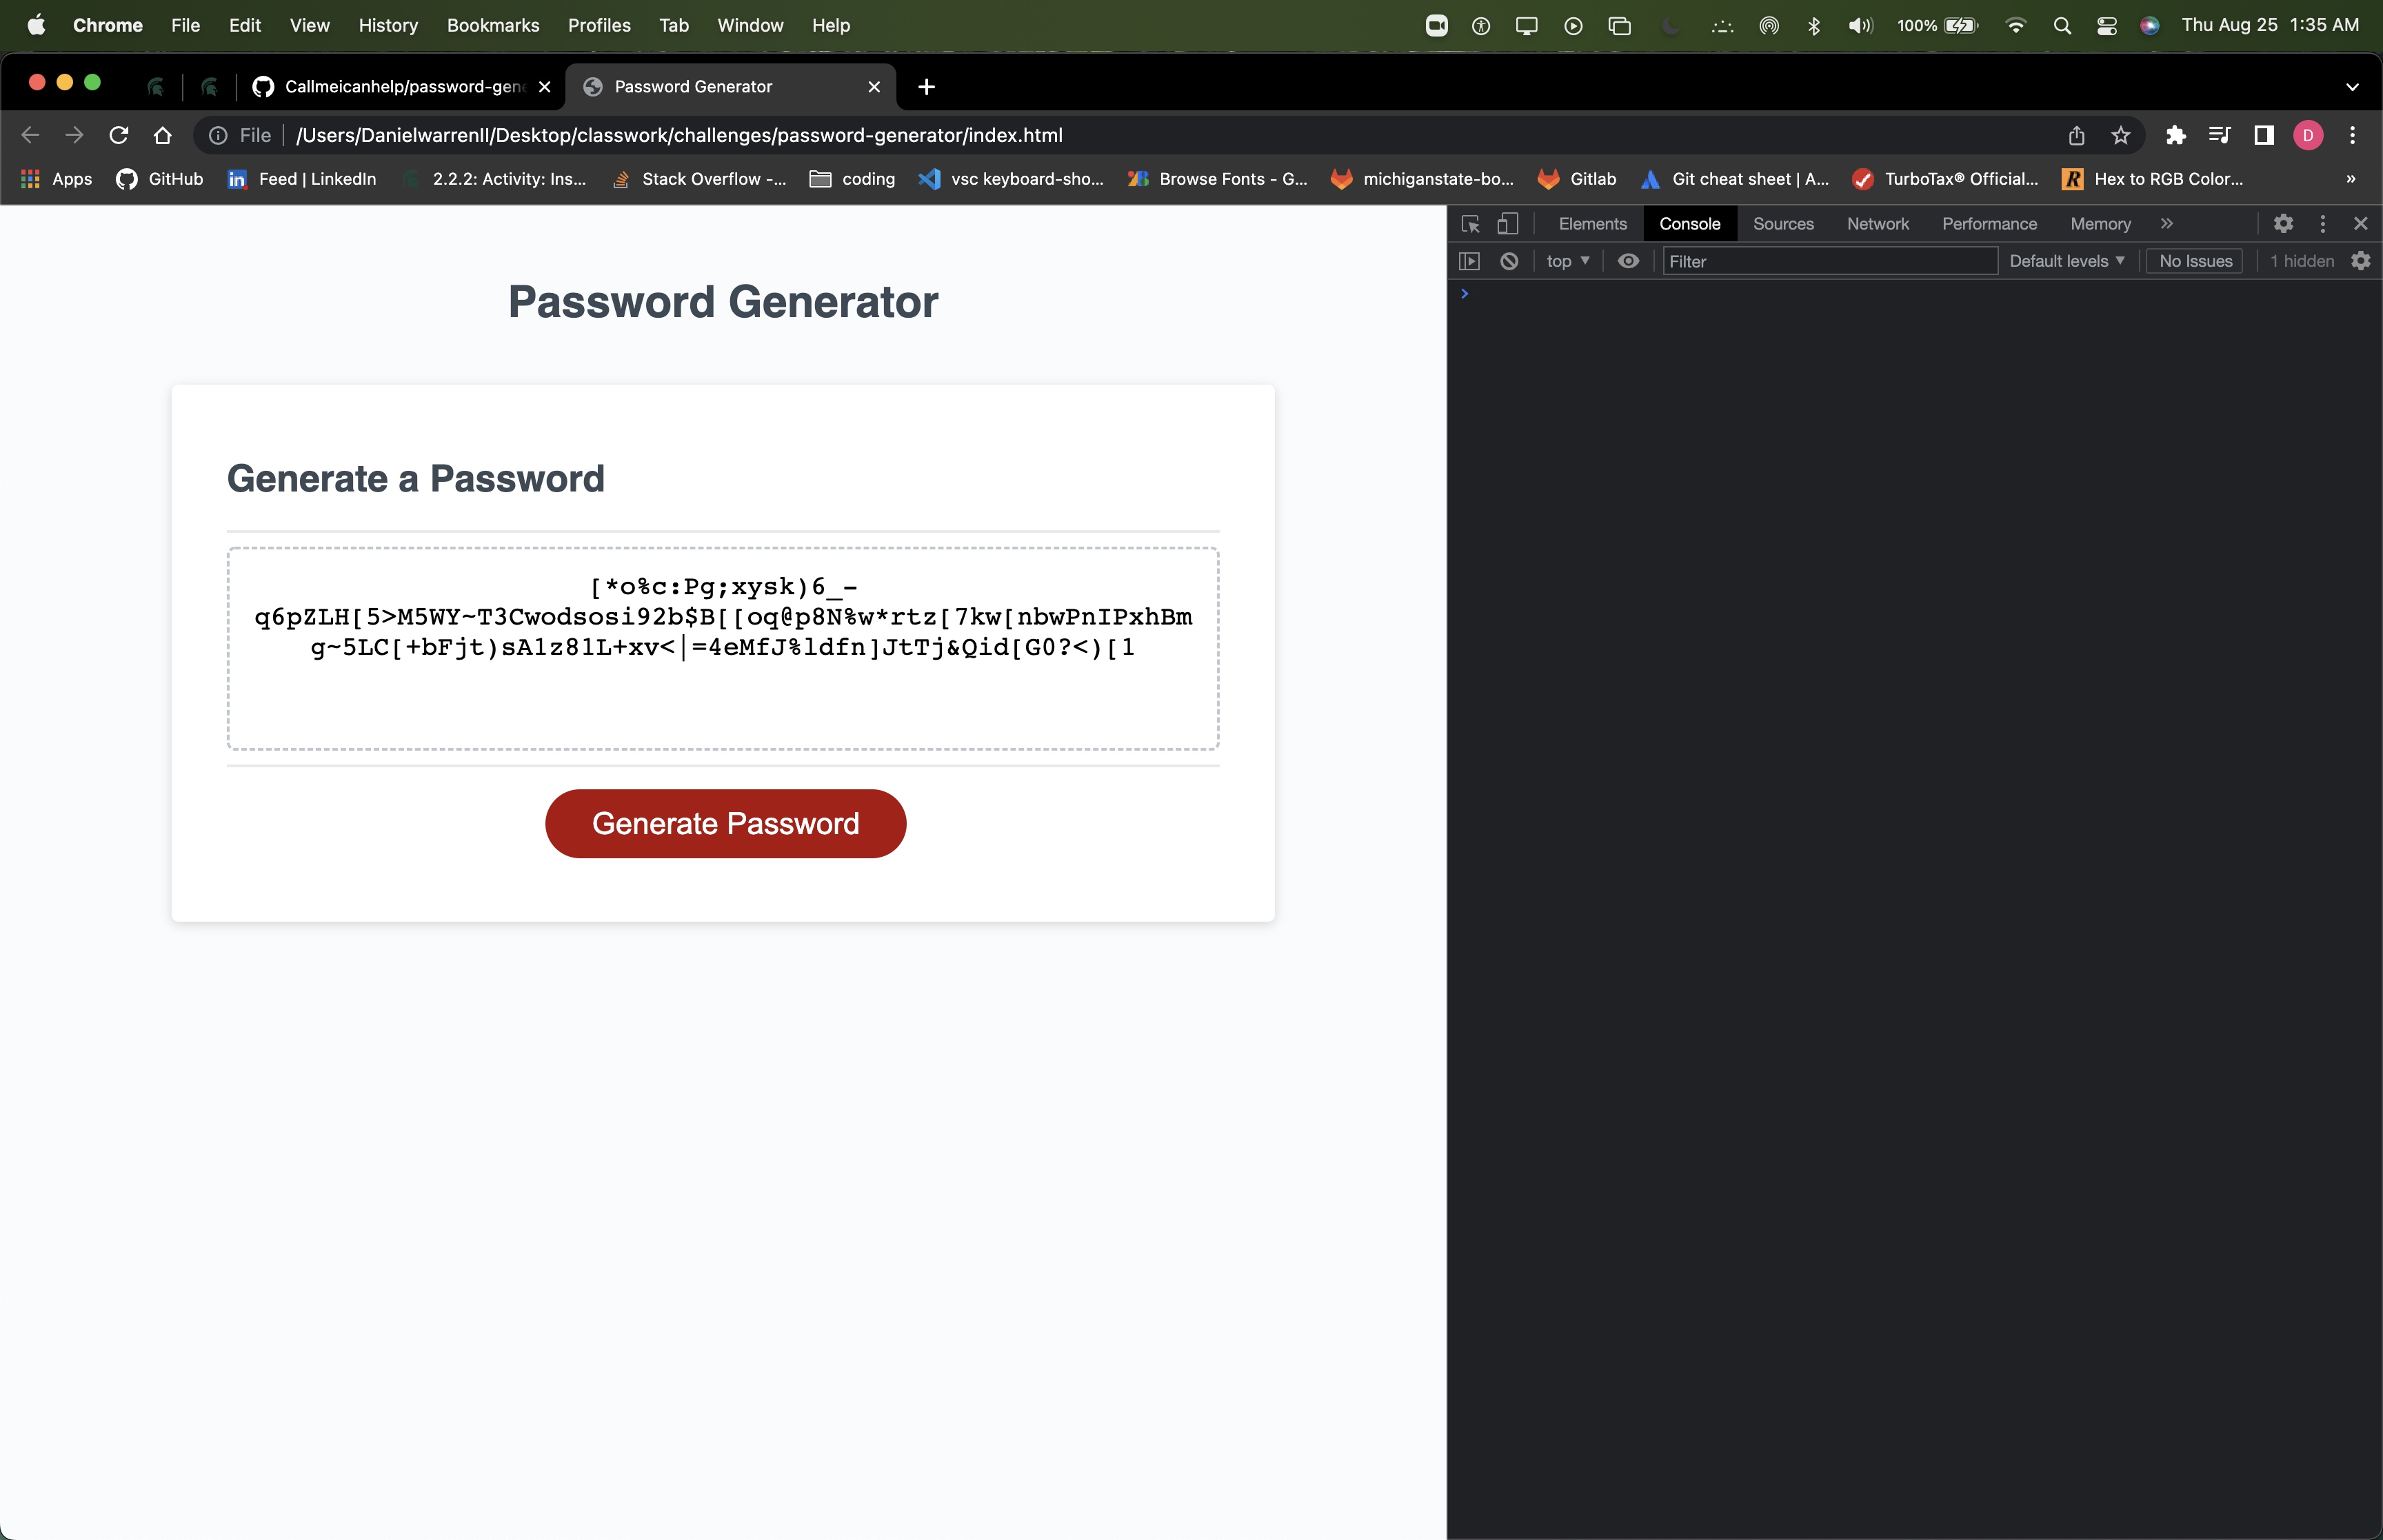 Chrome File Edit View History Bookmarks Profiles Tab Window Help 100% Thu Aug 25 1:35 AM
Callmeicanhelp/password-gen Password Generator
File /Users/DanielwarrenII/Desktop/classwork/challenges/password-generator/index.html D
Apps GitHub Feed | LinkedIn 2.2.2: Activity: Ins... Stack Overflow -... coding vsc keyboard-sho... Browse Fonts - G... michiganstate-bo... Gitlab Git cheat sheet | A... TurboTax® Official... Hex to RGB Color... »
Elements Console Sources Network Performance Memory »
top Filter Default levels No Issues 1 hidden
Password Generator
Generate a Password
[*o%c:Pg;xysk)6_-
q6pZLH[5>M5WY~T3Cwodsosi92b$B[[oq@p8N%w*rtz[7kw[nbwPnIPxhBm
g~5LC[+bFjt)sA1z81L+xv<|=4eMfJ%ldfn]JtTj&Qid[G0?<)[1
Generate Password